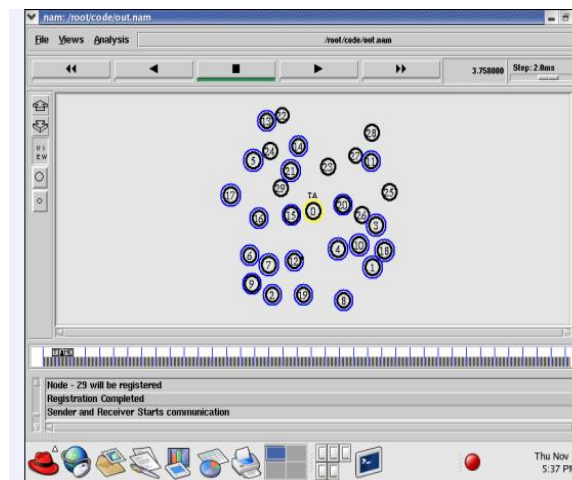 nam: /root/code/out.nam
File Views Analysis /root/code/out.nam
3.758000 Step: 2.0ms
13 22
28
24 14
5 27 11
21 23
29
17 25
TA
16 15 0 20 26
3
4 10 18
6 7 12 1
9 2 19 8
Node - 29 will be registered
Registration Completed
Sender and Receiver Starts communication
Thu Nov
5:37 PM